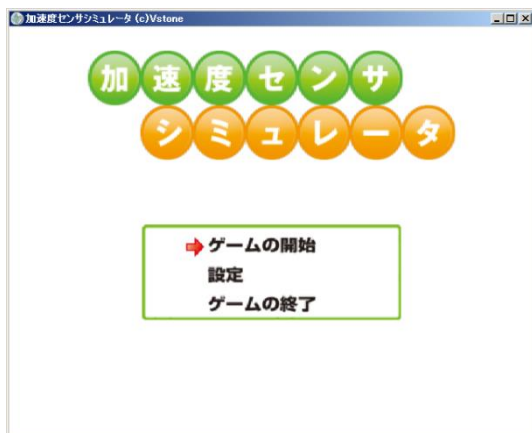 加速度センサシミュレータ (c)Vstone
加速度センサ
シミュレータ
ゲームの開始
設定
ゲームの終了